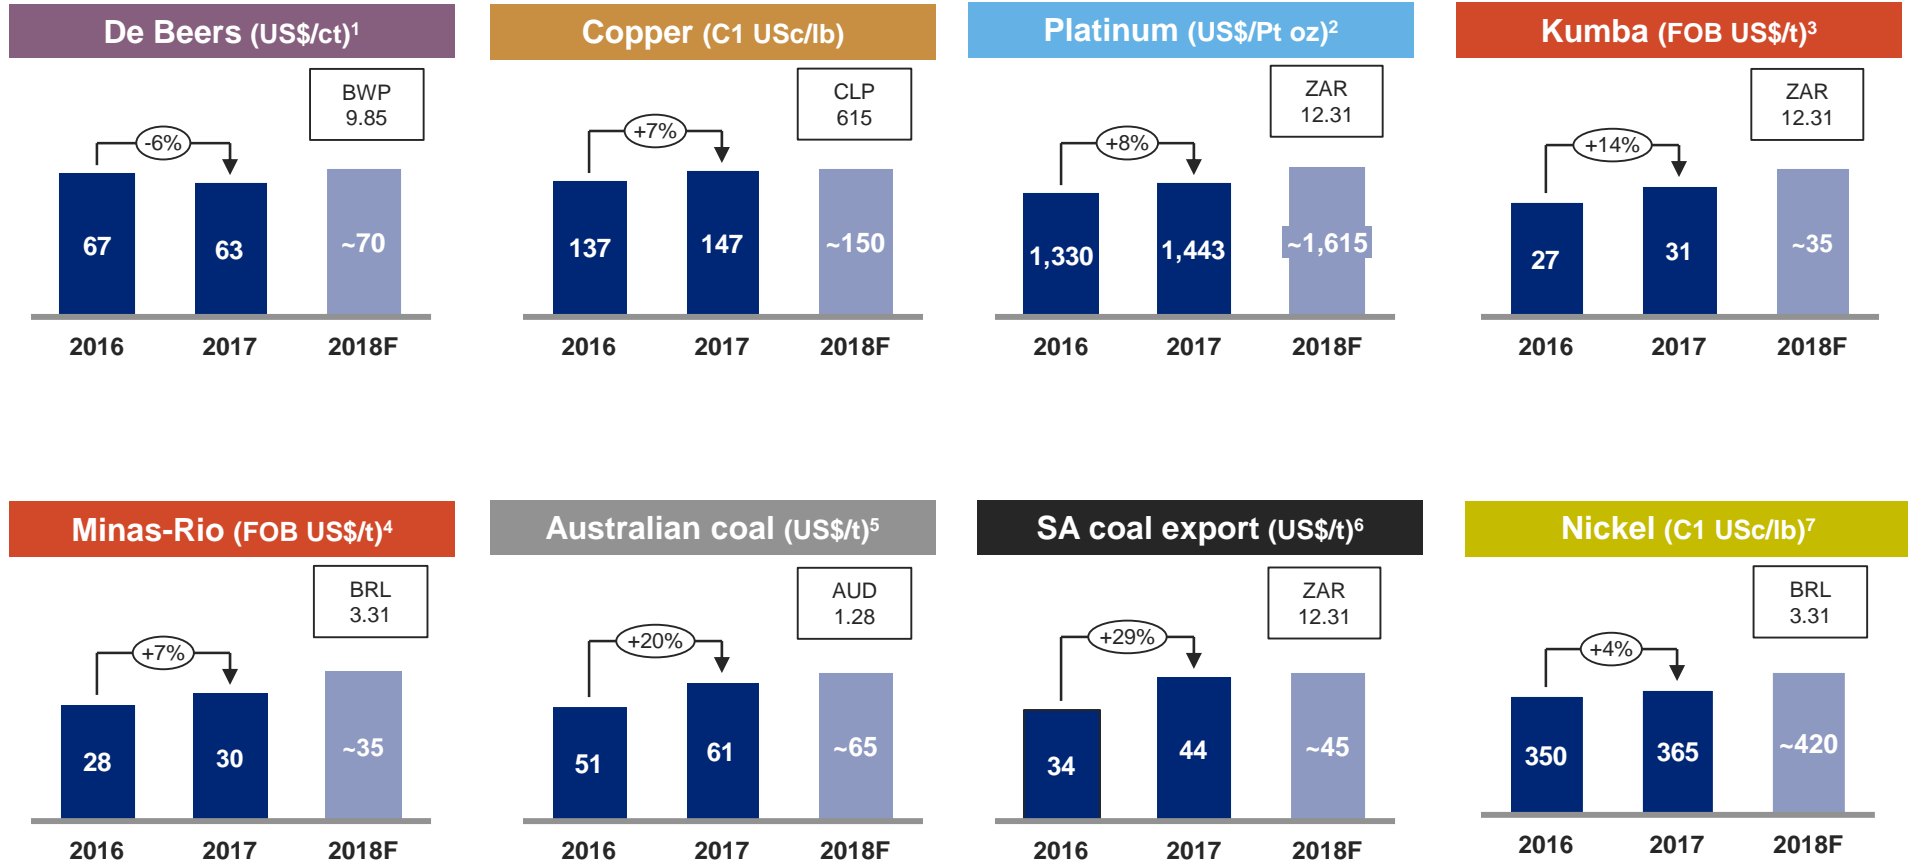 De Beers (US$/ct)¹
BWP
9.85
-6%
67
63
~70
2016 2017 2018F
Copper (C1 USc/lb)
CLP
615
+7%
137
147
~150
2016 2017 2018F
Platinum (US$/Pt oz)²
ZAR
12.31
+8%
1,330
1,443
~1,615
2016 2017 2018F
Kumba (FOB US$/t)³
ZAR
12.31
+14%
27
31
~35
2016 2017 2018F
Minas-Rio (FOB US$/t)⁴
BRL
3.31
+7%
28
30
~35
2016 2017 2018F
Australian coal (US$/t)⁵
AUD
1.28
+20%
51
61
~65
2016 2017 2018F
SA coal export (US$/t)⁶
ZAR
12.31
+29%
34
44
~45
2016 2017 2018F
Nickel (C1 USc/lb)⁷
BRL
3.31
+4%
350
365
~420
2016 2017 2018F